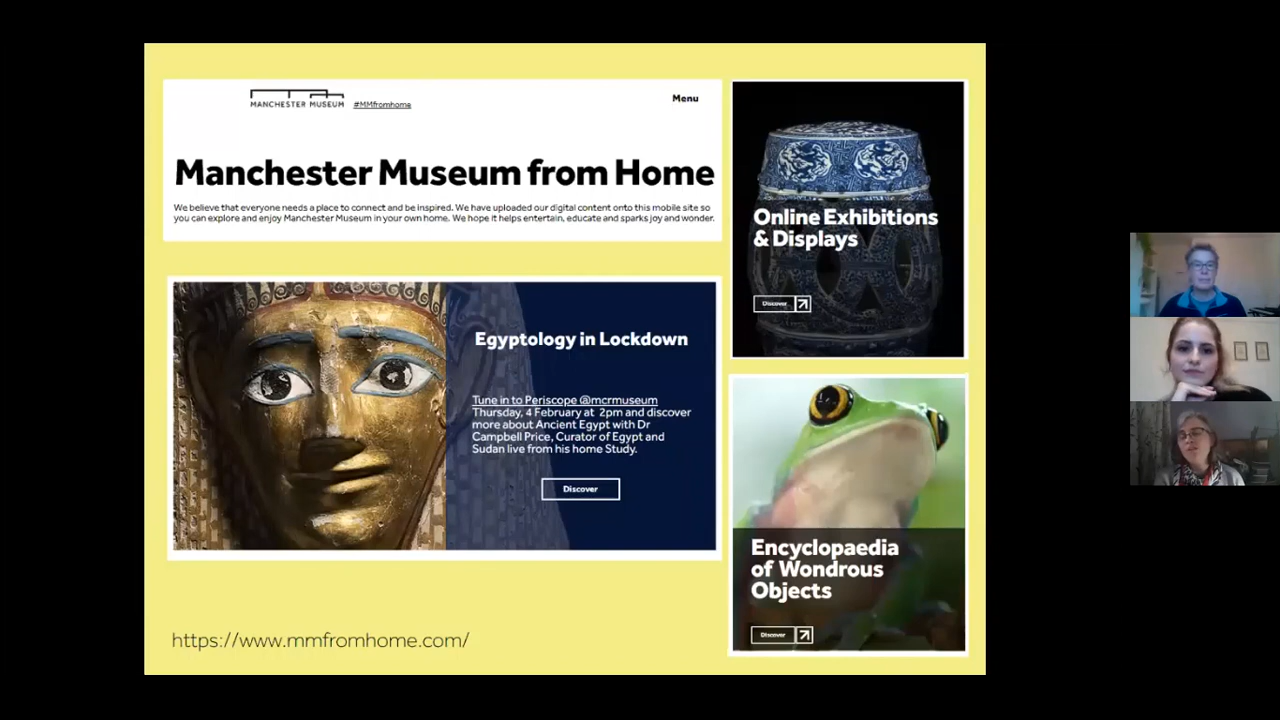 MANCHESTER MUSEUM #MMfromhome
Menu
Manchester Museum from Home
We believe that everyone needs a place to connect and be inspired. We have uploaded our digital content onto this mobile site so
you can explore and enjoy Manchester Museum in your own home. We hope it helps entertain, educate and sparks joy and wonder.
Online Exhibitions
& Displays
Discover
Egyptology in Lockdown
Tune in to Periscope @mcrmuseum
Thursday, 4 February at 2pm and discover
more about Ancient Egypt with Dr
Campbell Price, Curator of Egypt and
Sudan live from his home Study.
Discover
Encyclopaedia
of Wondrous
Objects
Discover
https://www.mmfromhome.com/